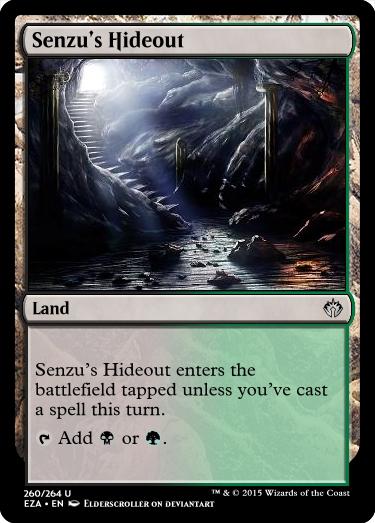 Senzu's Hideout
Land
Senzu's Hideout enters the
battlefield tapped unless you've cast
a spell this turn.
Add or .
260/264 U
™ & © 2015 Wizards of the Coast
EZA • EN ELDERSCROLLER ON DEVIANTART